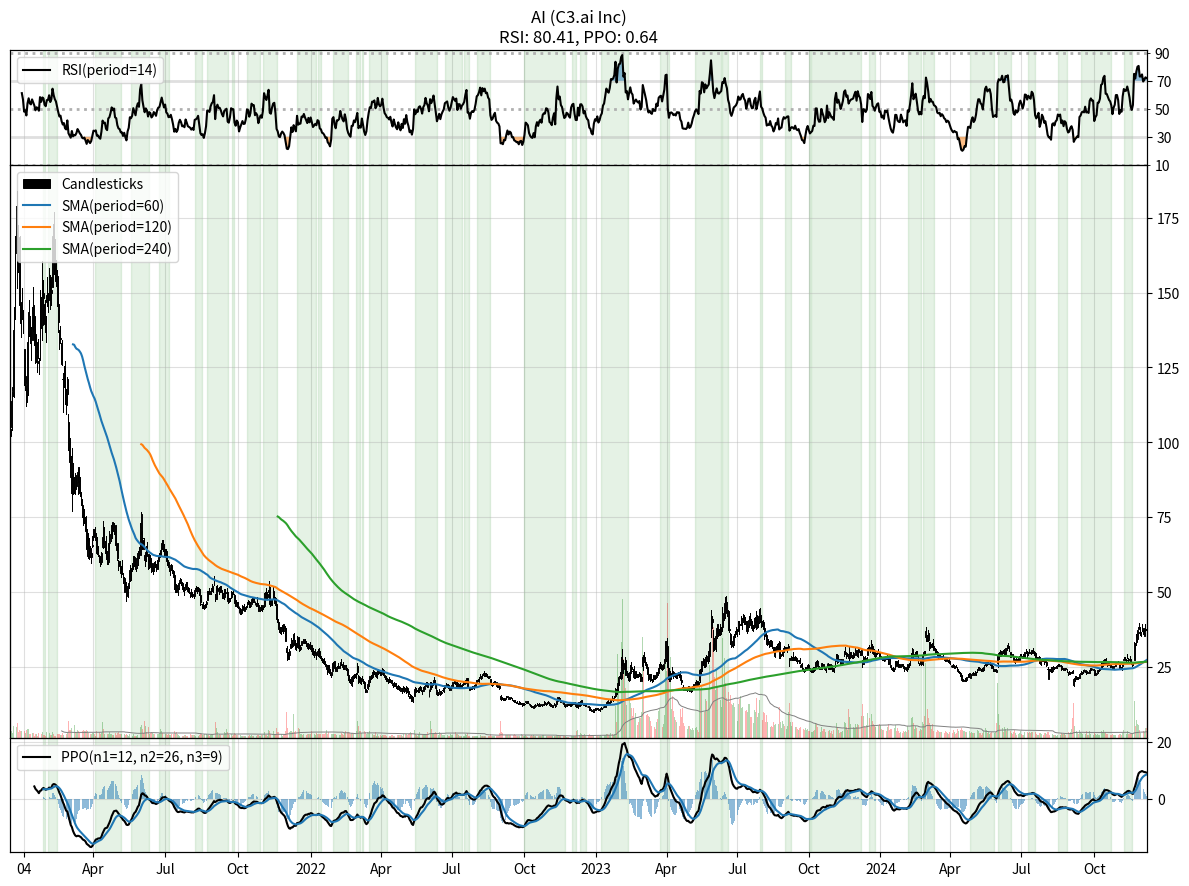 AI (C3.ai Inc)
RSI: 80.41, PPO: 0.64
RSI(period=14)
90
70
50
30
10
Candlesticks
SMA(period=60)
SMA(period=120)
SMA(period=240)
175
150
125
100
75
50
25
PPO(n1=12, n2=26, n3=9)
20
0
04 Apr Jul Oct 2022 Apr Jul Oct 2023 Apr Jul Oct 2024 Apr Jul Oct